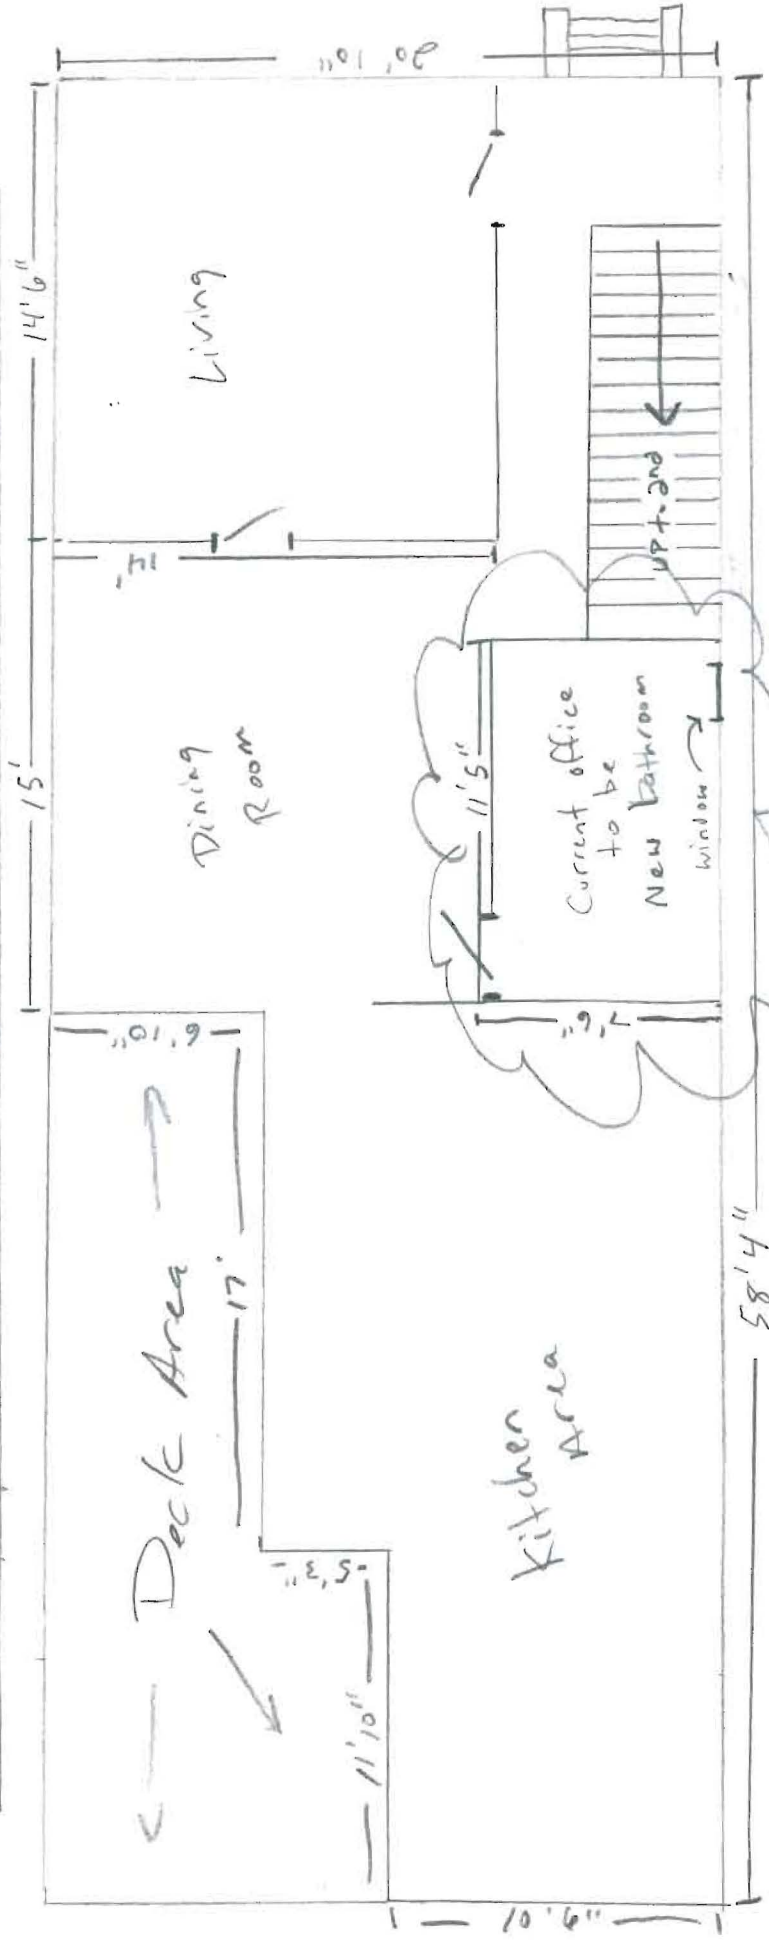 20' 10"
14'6"
Living
UP to 2nd
14'
15'
Dining
Room
11'5"
Current office
to be
New bathroom
window
7'6"
6'10"
17'
Deck Area
5'3"
11'10"
Kitchen
Area
58'4"
10'6"